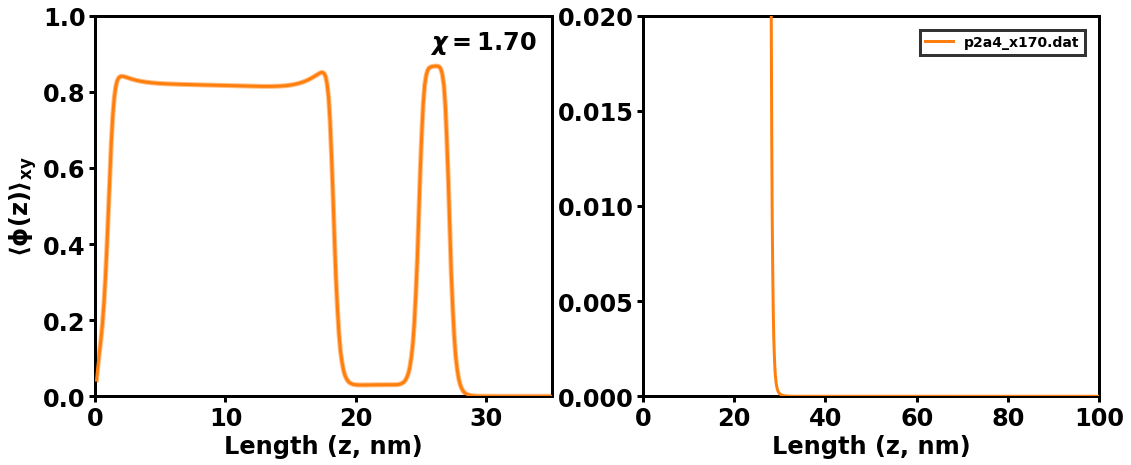 1.0
0.8
0.6
0.4
0.2
0.0
⟨ϕ(z)⟩xy
χ = 1.70
0 10 20 30
Length (z, nm)
0.020
0.015
0.010
0.005
0.000
p2a4_x170.dat
0 20 40 60 80 100
Length (z, nm)